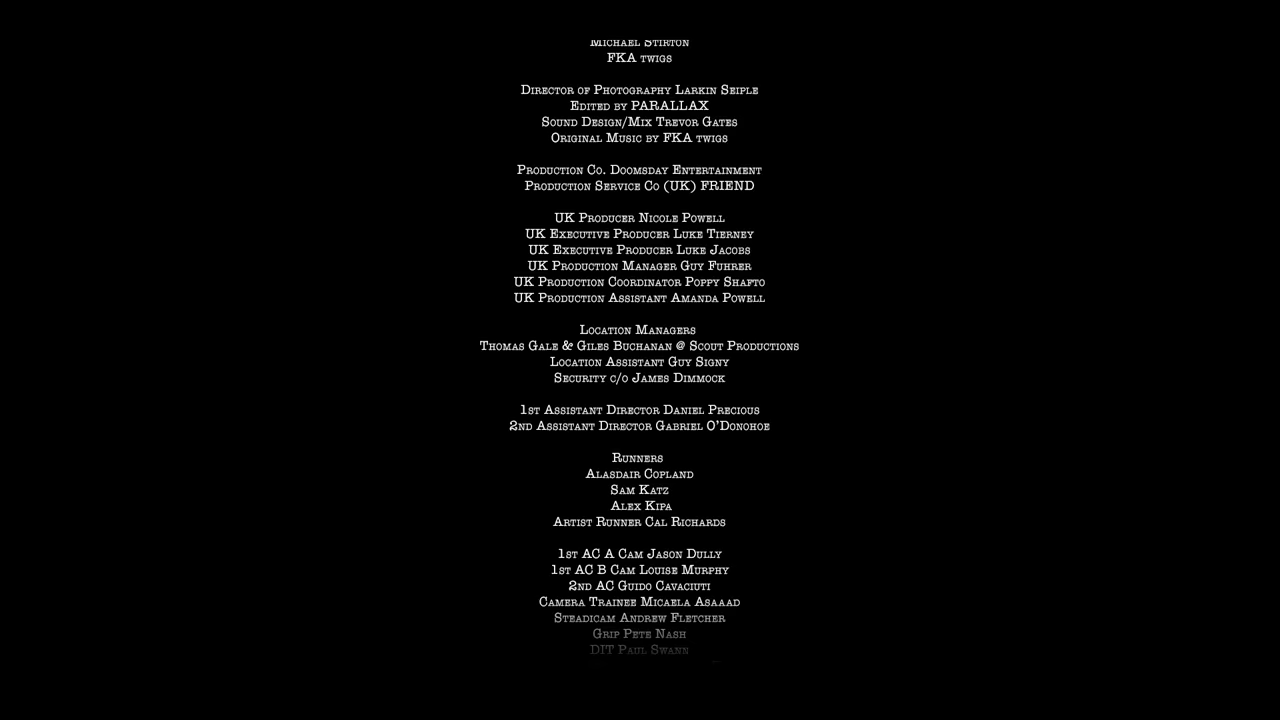 Michael Stirton
FKA twigs
Director of Photography Larkin Seiple
Edited by PARALLAX
Sound Design/Mix Trevor Gates
Original Music by FKA twigs
Production Co. Doomsday Entertainment
Production Service Co (UK) FRIEND
UK Producer Nicole Powell
UK Executive Producer Luke Tierney
UK Executive Producer Luke Jacobs
UK Production Manager Guy Fuhrer
UK Production Coordinator Poppy Shafto
UK Production Assistant Amanda Powell
Location Managers
Thomas Gale & Giles Buchanan @ Scout Productions
Location Assistant Guy Signy
Security c/o James Dimmock
1st Assistant Director Daniel Precious
2nd Assistant Director Gabriel O'Donohoe
Runners
Alasdair Copland
Sam Katz
Alex Kipa
Artist Runner Cal Richards
1st AC A Cam Jason Dully
1st AC B Cam Louise Murphy
2nd AC Guido Cavaciuti
Camera Trainee Micaela Asaaad
Steadicam Andrew Fletcher
Grip Pete Nash
DIT Paul Swann